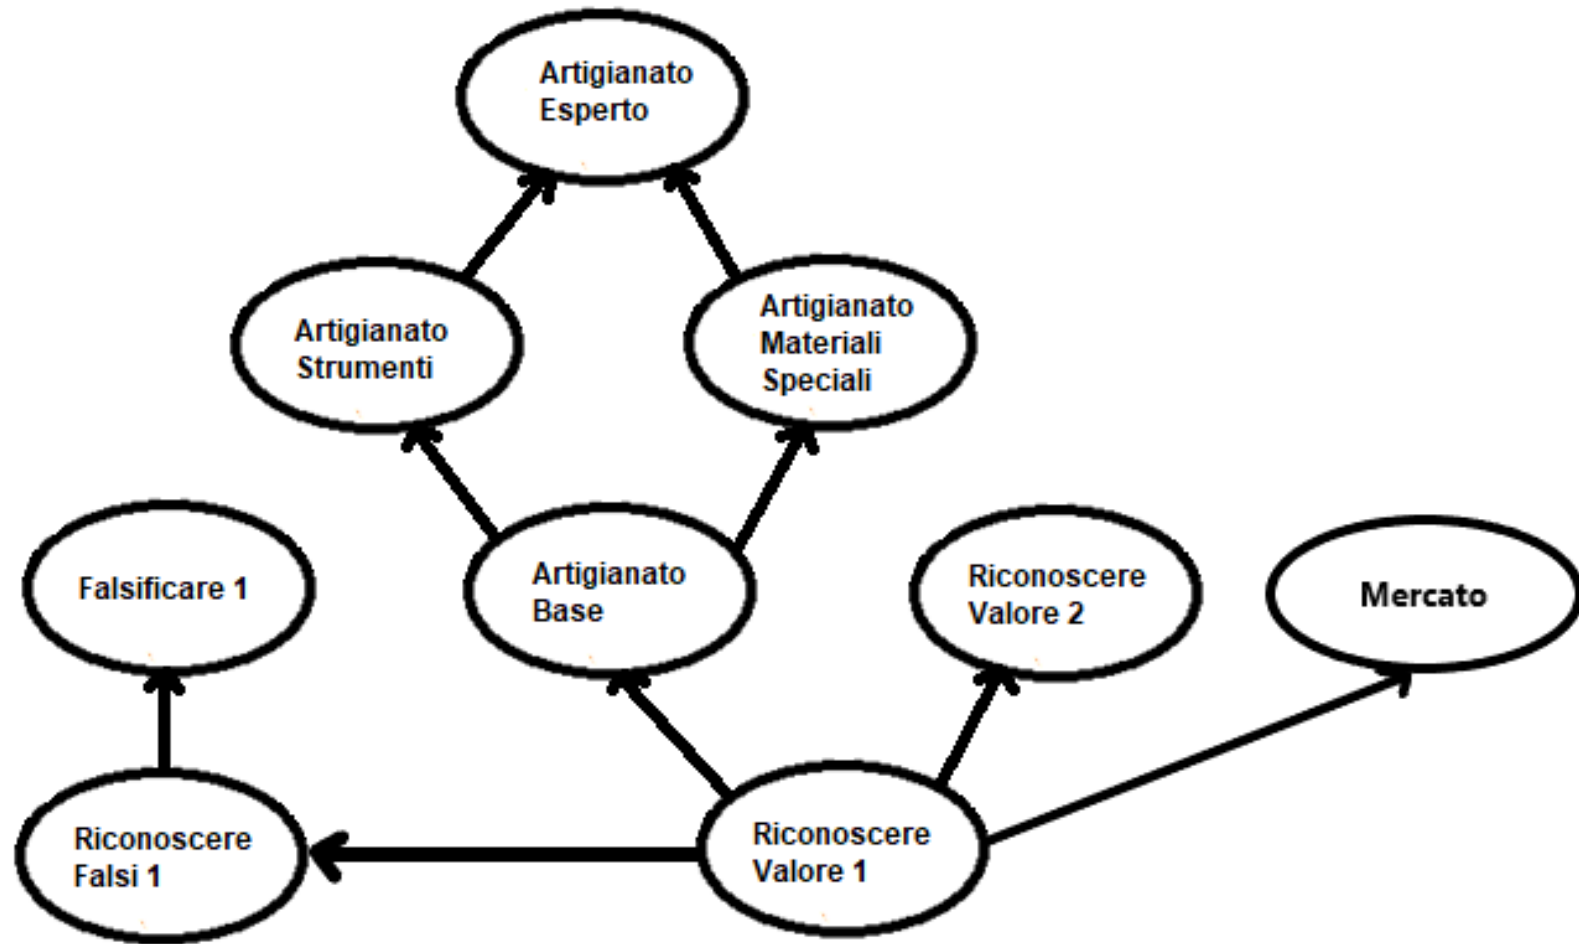 Artigianato
Esperto
Artigianato
Strumenti
Artigianato
Materiali
Speciali
Falsificare 1
Artigianato
Base
Riconoscere
Valore 2
Mercato
Riconoscere
Falsi 1
Riconoscere
Valore 1